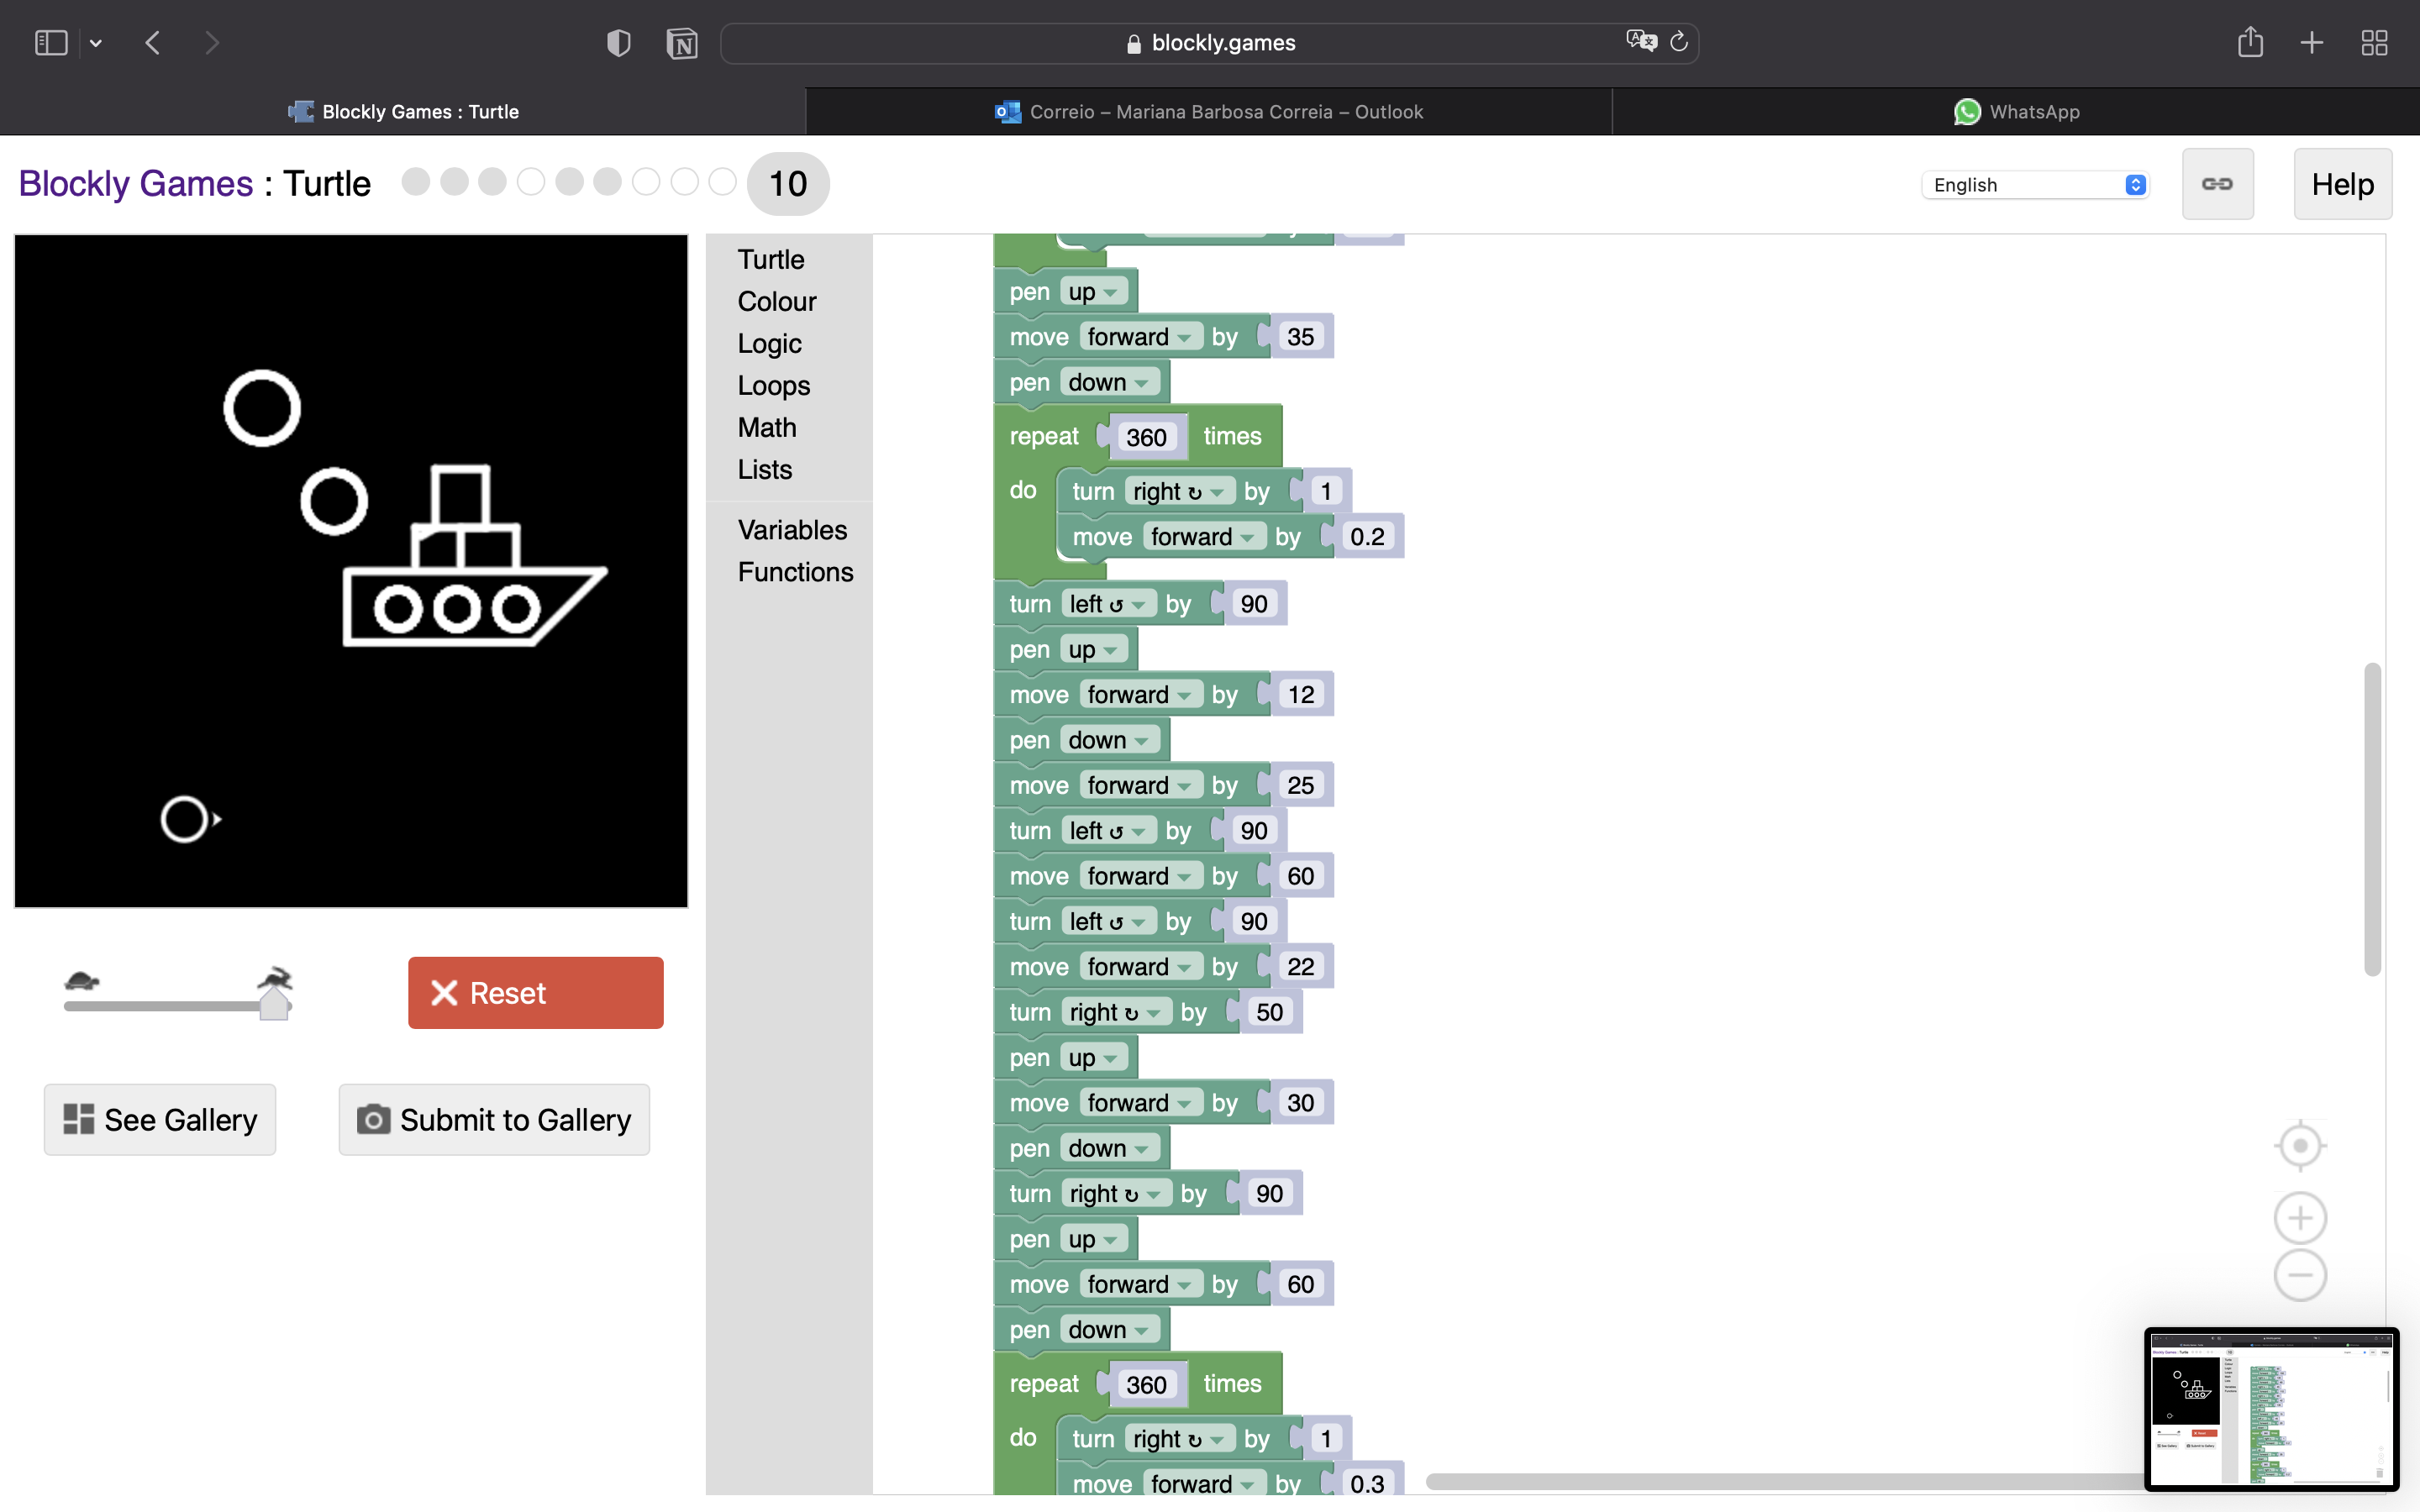 blockly.games
Blockly Games : Turtle
Correio – Mariana Barbosa Correia – Outlook
WhatsApp
Blockly Games : Turtle
10
English
Help
Turtle
Colour
Logic
Loops
Math
Lists
Variables
Functions
pen up
move forward by 35
pen down
repeat 360 times
do turn right ↻ by 1
move forward by 0.2
turn left ↺ by 90
pen up
move forward by 12
pen down
move forward by 25
turn left ↺ by 90
move forward by 60
turn left ↺ by 90
move forward by 22
turn right ↻ by 50
pen up
move forward by 30
pen down
turn right ↻ by 90
pen up
move forward by 60
pen down
repeat 360 times
do turn right ↻ by 1
move forward by 0.3
Reset
See Gallery
Submit to Gallery